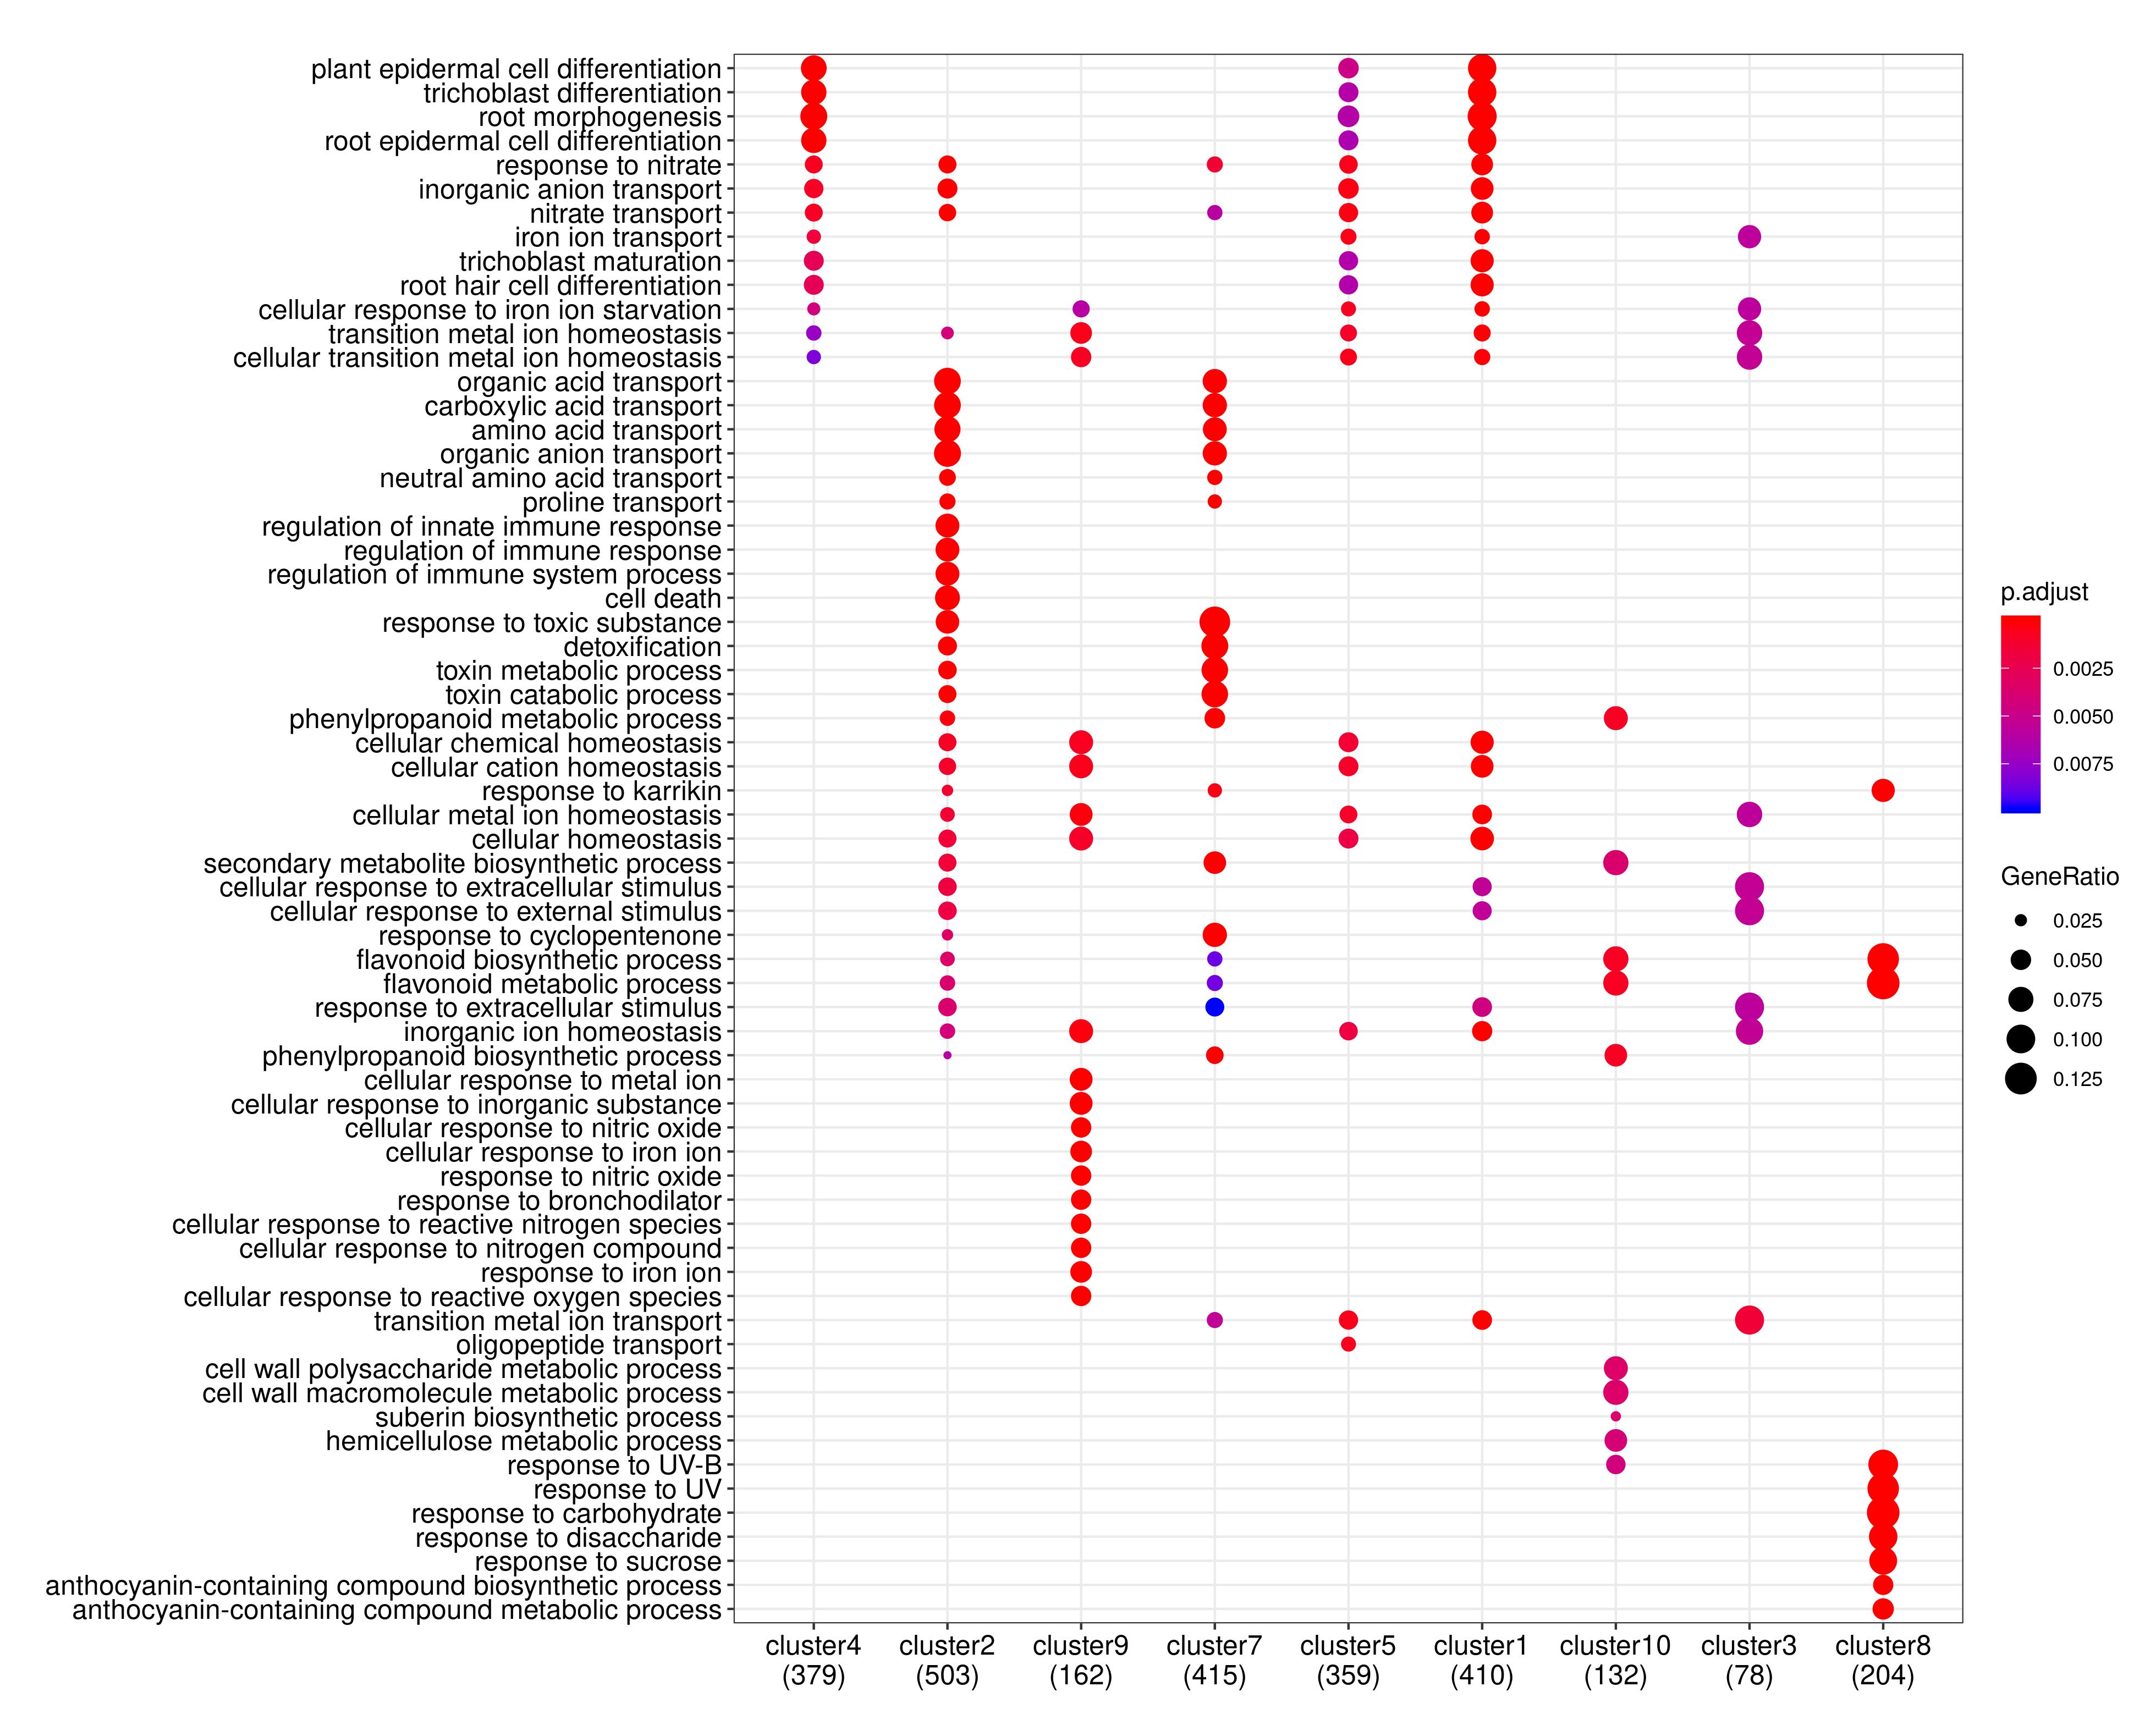 plant epidermal cell differentiation
trichoblast differentiation
root morphogenesis
root epidermal cell differentiation
response to nitrate
inorganic anion transport
nitrate transport
iron ion transport
trichoblast maturation
root hair cell differentiation
cellular response to iron ion starvation
transition metal ion homeostasis
cellular transition metal ion homeostasis
organic acid transport
carboxylic acid transport
amino acid transport
organic anion transport
neutral amino acid transport
proline transport
regulation of innate immune response
regulation of immune response
regulation of immune system process
cell death
response to toxic substance
detoxification
toxin metabolic process
toxin catabolic process
phenylpropanoid metabolic process
cellular chemical homeostasis
cellular cation homeostasis
response to karrikin
cellular metal ion homeostasis
cellular homeostasis
secondary metabolite biosynthetic process
cellular response to extracellular stimulus
cellular response to external stimulus
response to cyclopentenone
flavonoid biosynthetic process
flavonoid metabolic process
response to extracellular stimulus
inorganic ion homeostasis
phenylpropanoid biosynthetic process
cellular response to metal ion
cellular response to inorganic substance
cellular response to nitric oxide
cellular response to iron ion
response to nitric oxide
response to bronchodilator
cellular response to reactive nitrogen species
cellular response to nitrogen compound
response to iron ion
cellular response to reactive oxygen species
transition metal ion transport
oligopeptide transport
cell wall polysaccharide metabolic process
cell wall macromolecule metabolic process
suberin biosynthetic process
hemicellulose metabolic process
response to UV-B
response to UV
response to carbohydrate
response to disaccharide
response to sucrose
anthocyanin-containing compound biosynthetic process
anthocyanin-containing compound metabolic process
cluster4 cluster2 cluster9 cluster7 cluster5 cluster1 cluster10 cluster3 cluster8
(379) (503) (162) (415) (359) (410) (132) (78) (204)
p.adjust
0.0025
0.0050
0.0075
GeneRatio
0.025
0.050
0.075
0.100
0.125